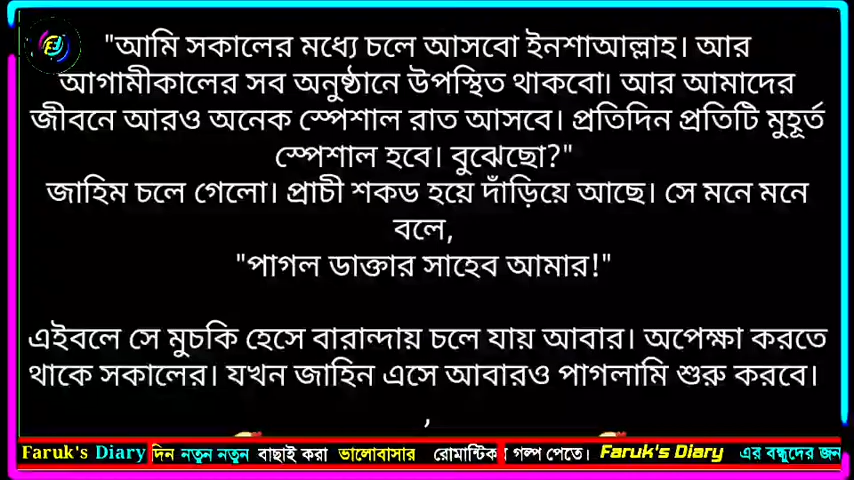 "আমি সকালের মধ্যে চলে আসবো ইনশাআল্লাহ। আর
আগামীকালের সব অনুষ্ঠানে উপস্থিত থাকবো। আর আমাদের
জীবনে আরও অনেক স্পেশাল রাত আসবে। প্রতিদিন প্রতিটি মুহূর্ত
স্পেশাল হবে। বুঝেছো?"
জাহিম চলে গেলো। প্রাচী শকড হয়ে দাঁড়িয়ে আছে। সে মনে মনে
বলে,
"পাগল ডাক্তার সাহেব আমার!"
এইবলে সে মুচকি হেসে বারান্দায় চলে যায় আবার। অপেক্ষা করতে
থাকে সকালের। যখন জাহিন এসে আবারও পাগলামি শুরু করবে।
,
Faruk's Diary দিন নতুন নতুন বাছাই করা ভালোবাসার রোমান্টিক গল্প পেতে। Faruk's Diary এর বন্ধুদের জন